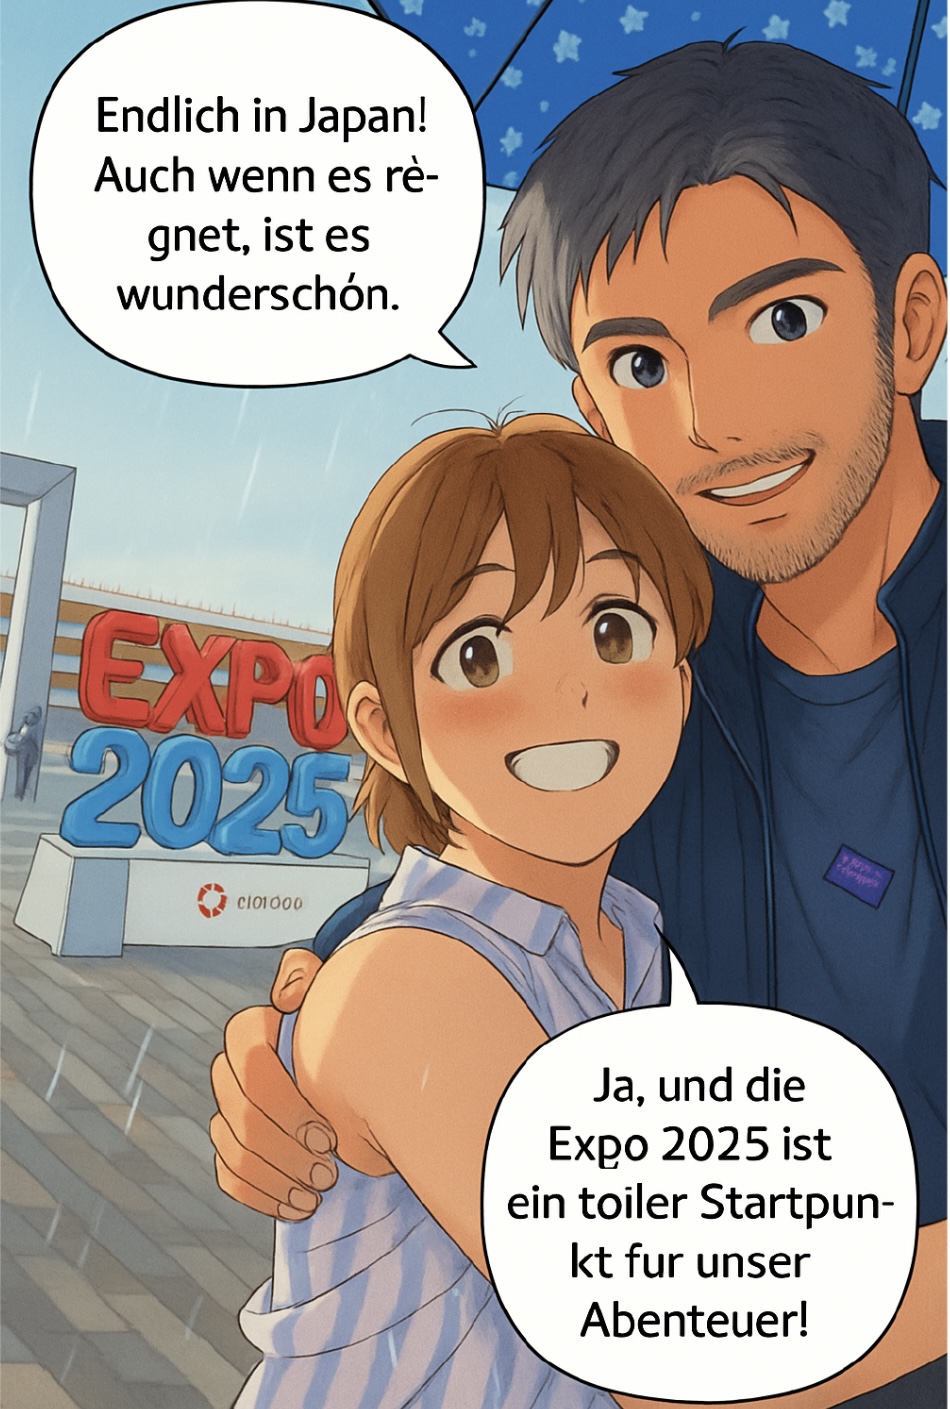 Endlich in Japan!
Auch wenn es rè-
gnet, ist es
wunderschón.
EXPO
2025
Ja, und die
Expo 2025 ist
ein toiler Startpun-
kt fur unser
Abenteuer!